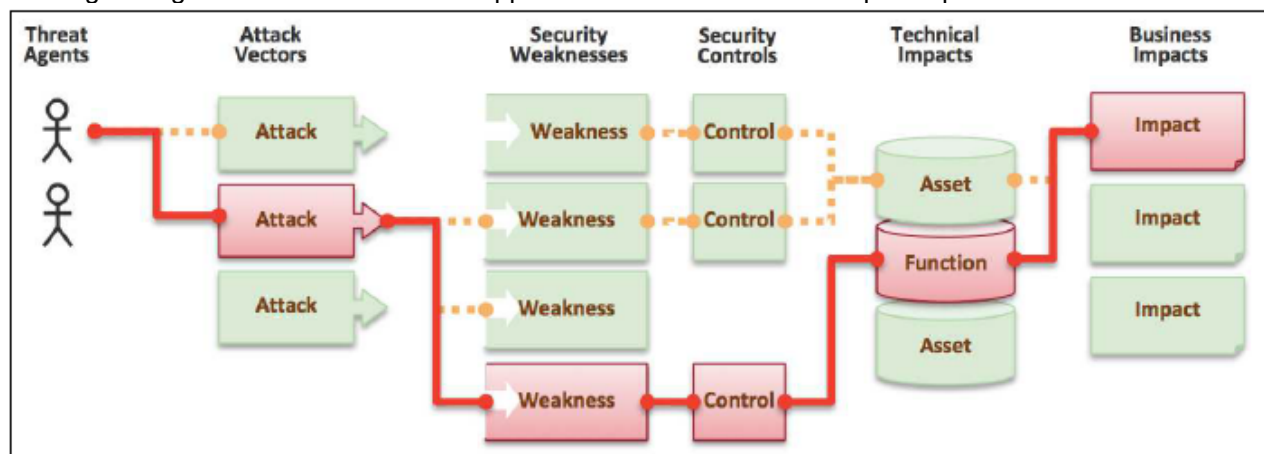 Threat Agents
Attack Vectors
Security Weaknesses
Security Controls
Technical Impacts
Business Impacts
Attack
Weakness
Control
Impact
Asset
Attack
Weakness
Control
Impact
Function
Attack
Weakness
Impact
Asset
Weakness
Control